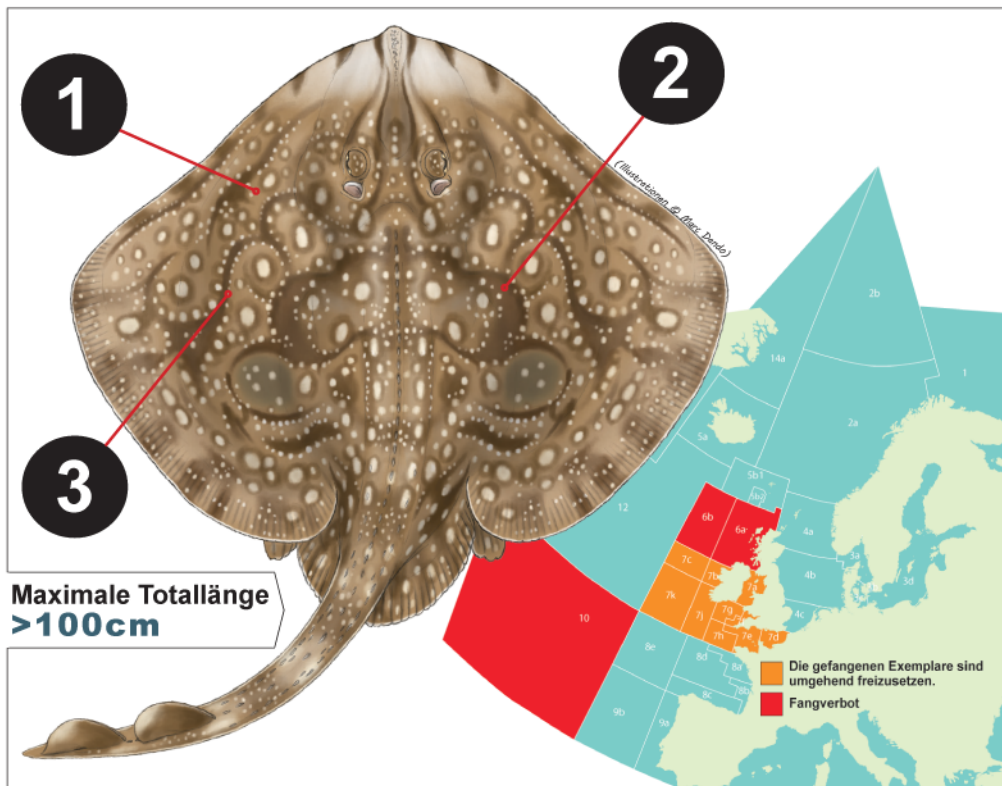 1
2
3
(Illustrationen © Marc Dando)
Maximale Totallänge
>100cm
2b
1
14a
2a
5a
5b1
5b2
12
6b
6a
4a
3a
4b
3d
7c
7b
7a
7k
7j
7g
4c
7h
7e
7d
10
8e
8d
8a
8b
8c
9b
9a
Die gefangenen Exemplare sind
umgehend freizusetzen.
Fangverbot